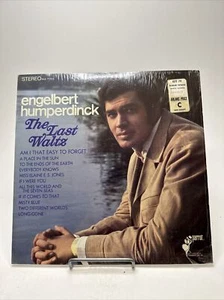 STEREO
engelbert
humperdinck
The Last
Waltz
AM I THAT EASY TO FORGET
A PLACE IN THE SUN
TO THE ENDS OF THE EARTH
EVERYBODY KNOWS
MISS ELAINE E. S. JONES
IF I WERE YOU
ALL THIS WORLD AND
THE SEVEN SEAS
IF IT COMES TO THAT
MISTY BLUE
TWO DIFFERENT WORLDS
LONG GONE
C